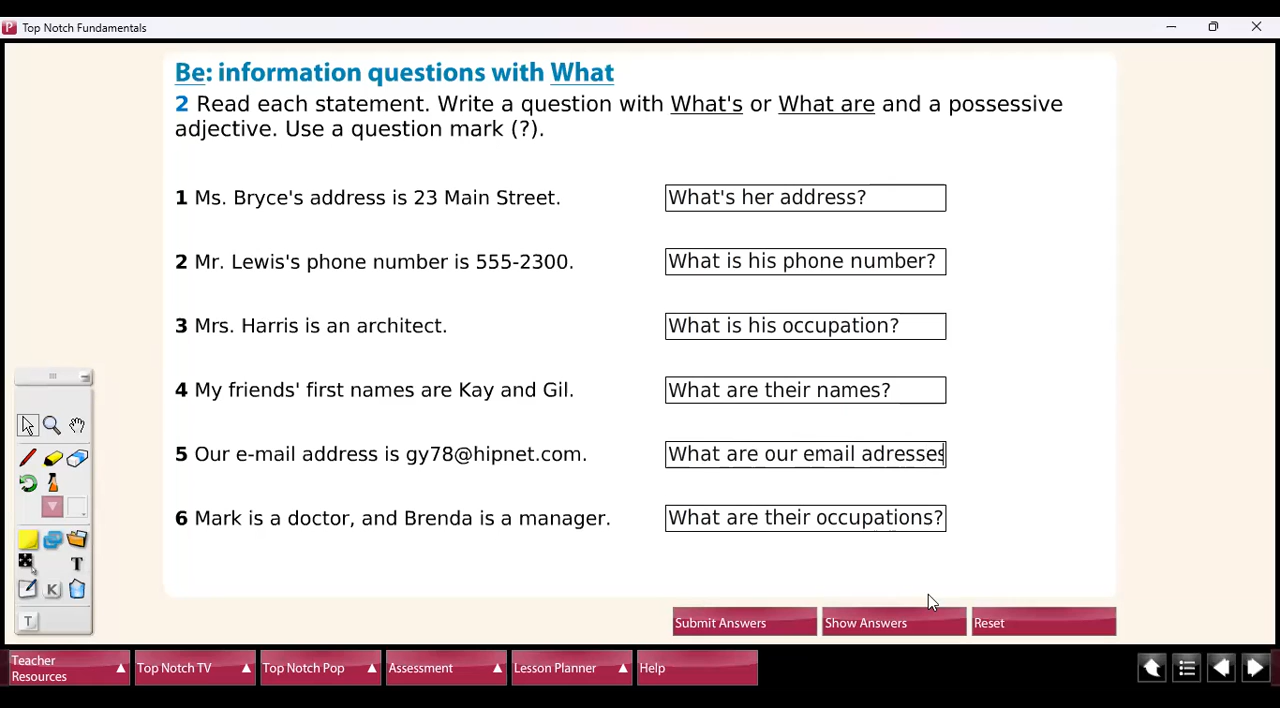 Top Notch Fundamentals
Be: information questions with What
2 Read each statement. Write a question with What's or What are and a possessive
adjective. Use a question mark (?).
1 Ms. Bryce's address is 23 Main Street. What's her address?
2 Mr. Lewis's phone number is 555-2300. What is his phone number?
3 Mrs. Harris is an architect. What is his occupation?
4 My friends' first names are Kay and Gil. What are their names?
5 Our e-mail address is gy78@hipnet.com. What are our email adresses
6 Mark is a doctor, and Brenda is a manager. What are their occupations?
T
K
T
Submit Answers Show Answers Reset
Teacher
Resources Top Notch TV Top Notch Pop Assessment Lesson Planner Help